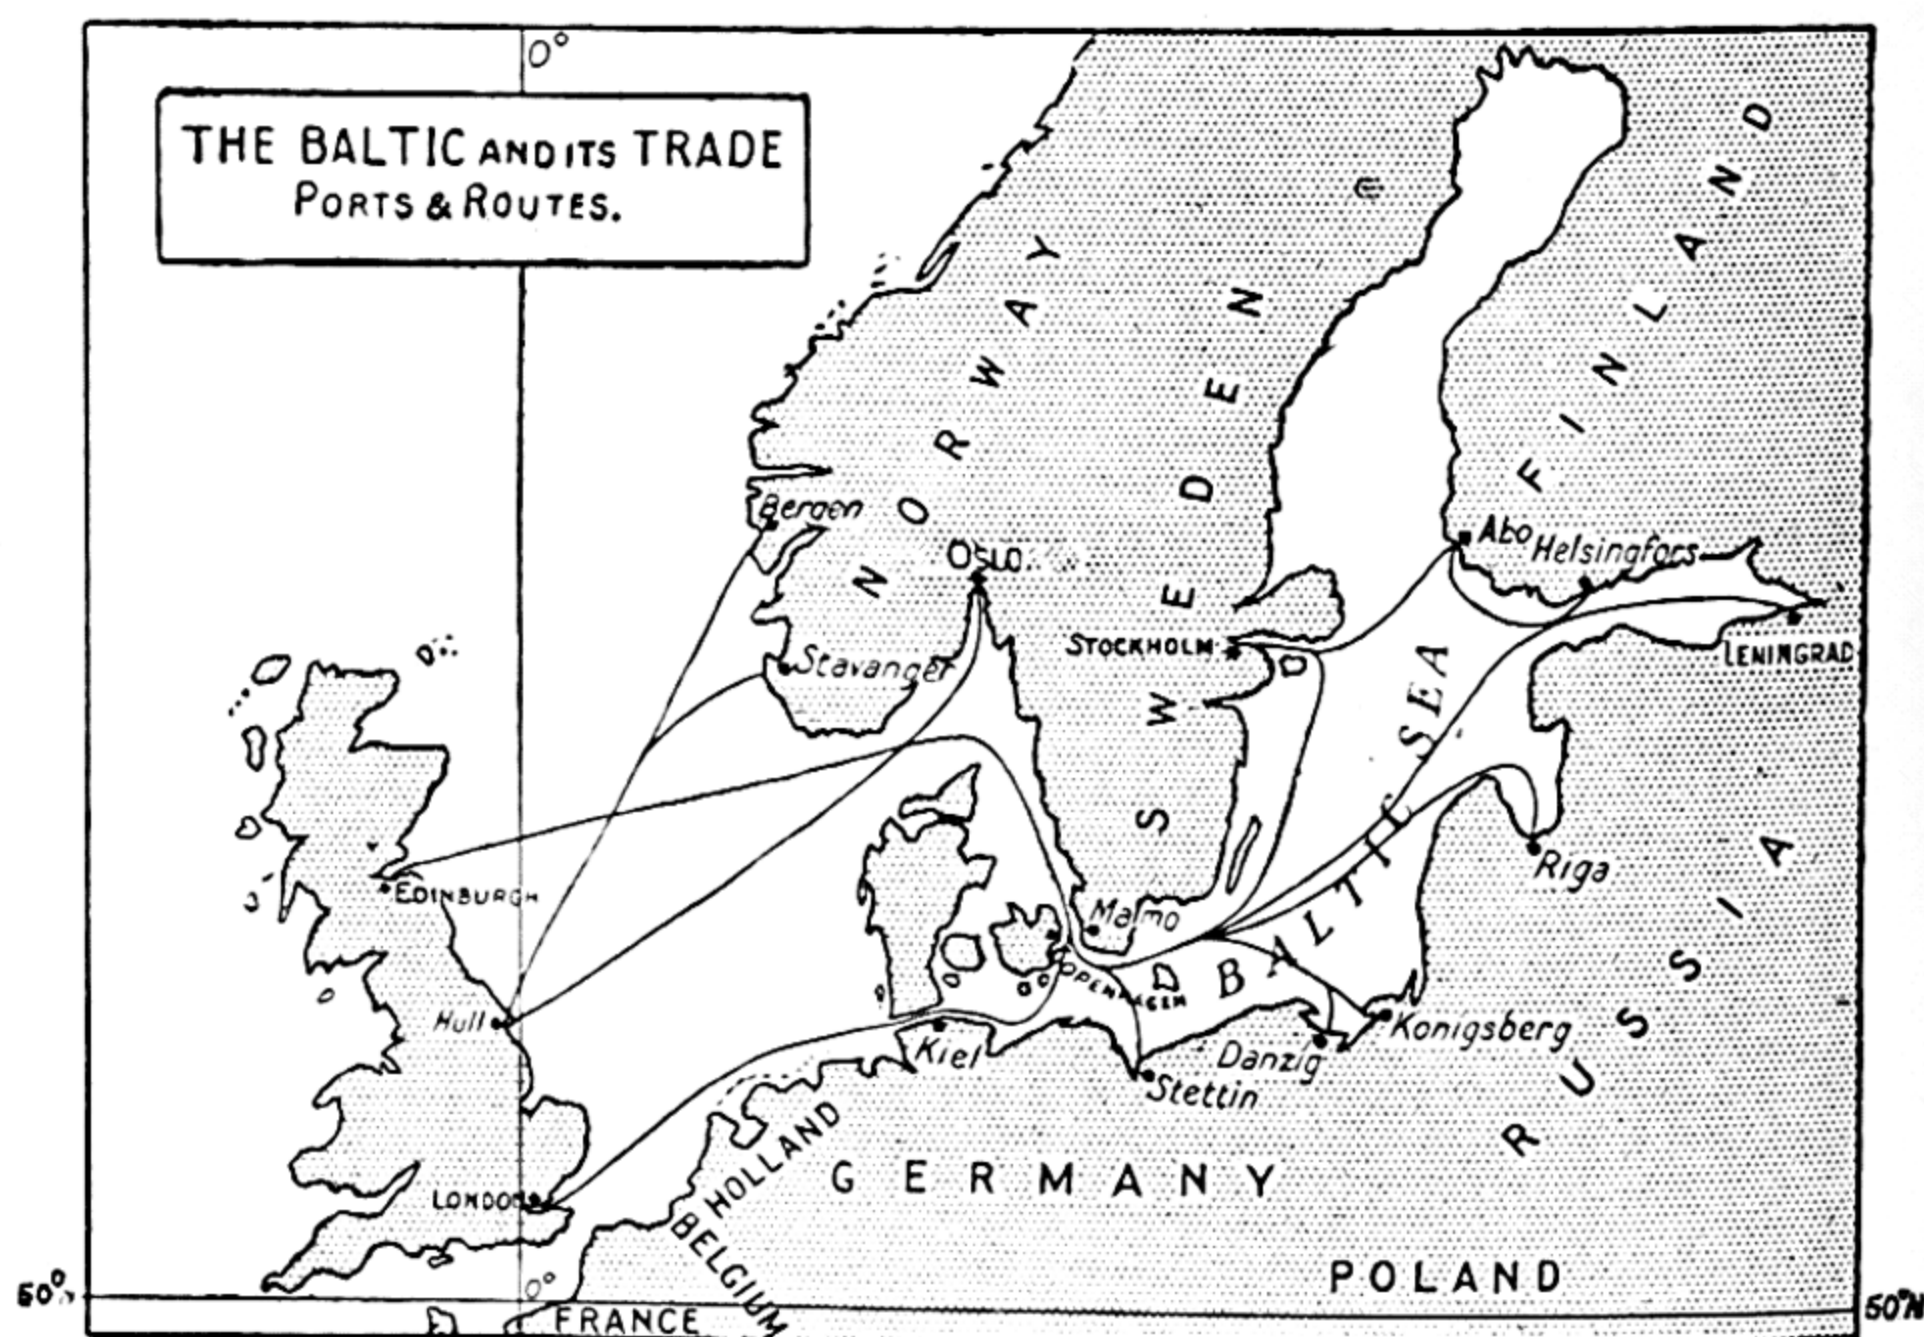 0°
THE BALTIC AND ITS TRADE
PORTS & ROUTES.
NORWAY
SWEDEN
FINLAND
Bergen
OSLO.
Abo
Helsingfors
STOCKHOLM
Stavanger
LENINGRAD
BALTIC SEA
EDINBURGH
Riga
Malmo
COPENHAGEN
Hull
Kiel
Danzig
Konigsberg
Stettin
RUSSIA
HOLLAND
GERMANY
LONDON
BELGIUM
POLAND
50°
0°
50°N
FRANCE